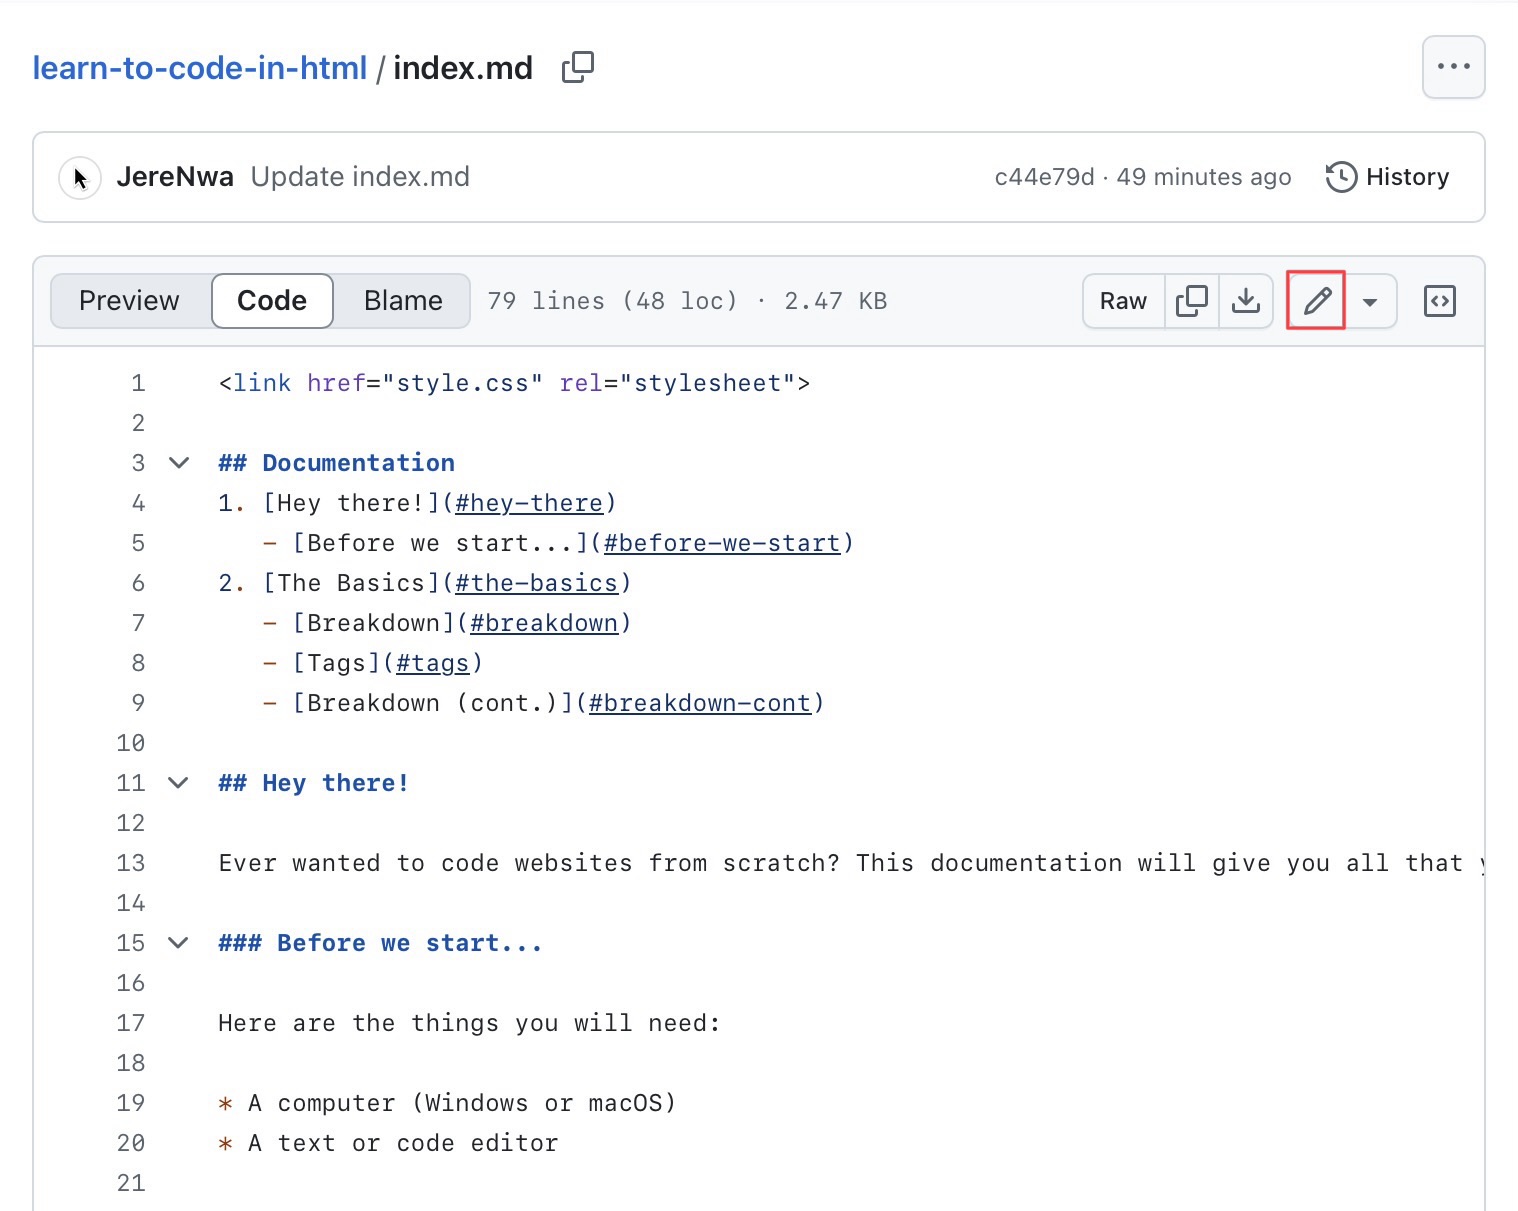 learn-to-code-in-html / index.md
JereNwa Update index.md c44e79d · 49 minutes ago History
Preview Code Blame 79 lines (48 loc) · 2.47 KB Raw
1 <link href="style.css" rel="stylesheet">
2
3 ## Documentation
4 1. [Hey there!](#hey-there)
5 - [Before we start...](#before-we-start)
6 2. [The Basics](#the-basics)
7 - [Breakdown](#breakdown)
8 - [Tags](#tags)
9 - [Breakdown (cont.)](#breakdown-cont)
10
11 ## Hey there!
12
13 Ever wanted to code websites from scratch? This documentation will give you all that
14
15 ### Before we start...
16
17 Here are the things you will need:
18
19 * A computer (Windows or macOS)
20 * A text or code editor
21